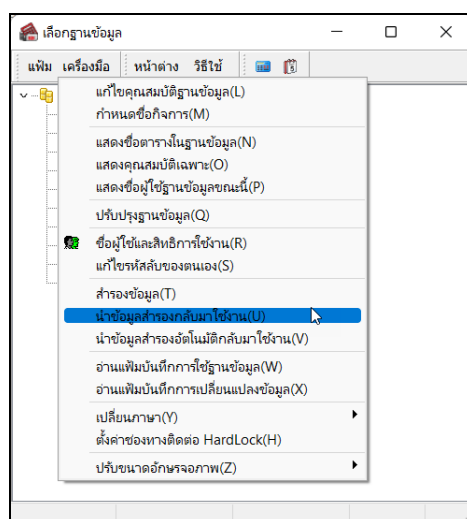 เลือกฐานข้อมูล
แฟ้ม เครื่องมือ หน้าต่าง วิธีใช้
แก้ไขคุณสมบัติฐานข้อมูล(L)
กำหนดชื่อกิจการ(M)
แสดงชื่อตารางในฐานข้อมูล(N)
แสดงคุณสมบัติเฉพาะ(O)
แสดงชื่อผู้ใช้ฐานข้อมูลขณะนี้(P)
ปรับปรุงฐานข้อมูล(Q)
ชื่อผู้ใช้และสิทธิการใช้งาน(R)
แก้ไขรหัสลับของตนเอง(S)
สำรองข้อมูล(T)
นำข้อมูลสำรองกลับมาใช้งาน(U)
นำข้อมูลสำรองอัตโนมัติกลับมาใช้งาน(V)
อ่านแฟ้มบันทึกการใช้ฐานข้อมูล(W)
อ่านแฟ้มบันทึกการเปลี่ยนแปลงข้อมูล(X)
เปลี่ยนภาษา(Y)
ตั้งค่าช่องทางติดต่อ HardLock(H)
ปรับขนาดอักษรจอภาพ(Z)